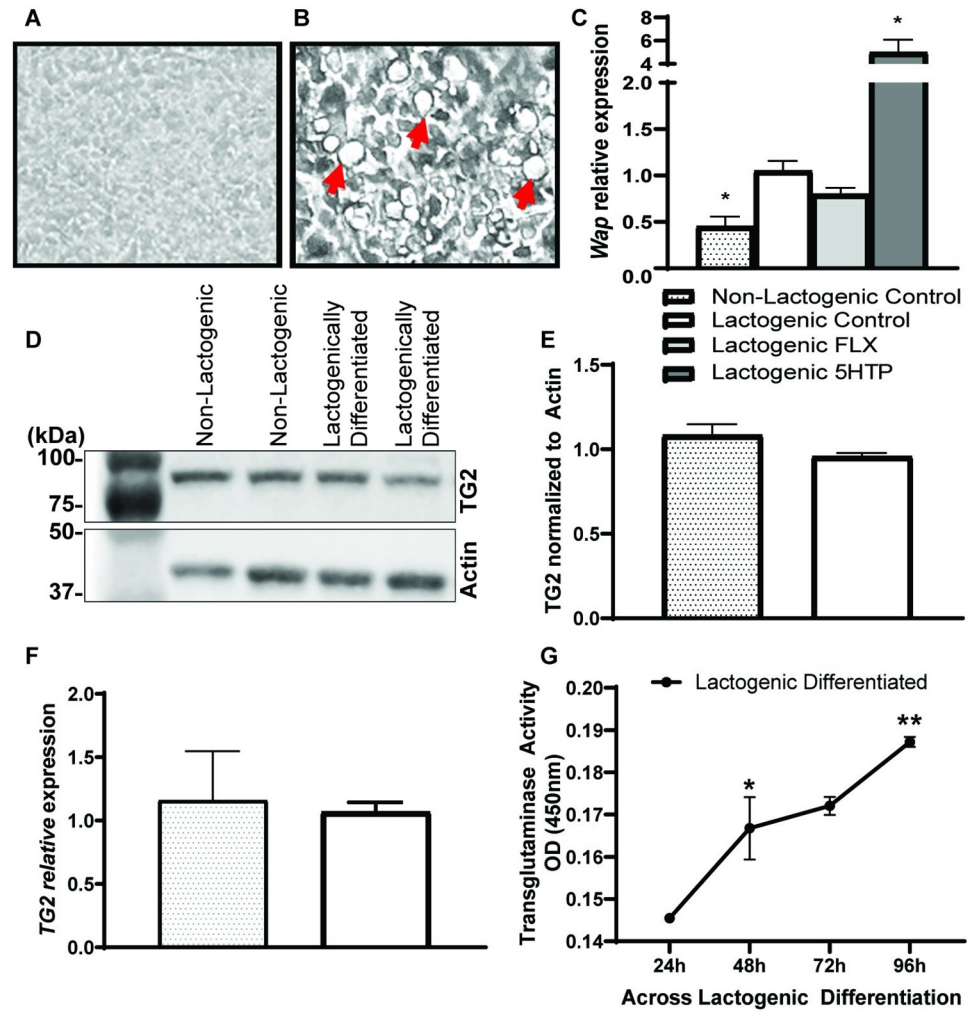 A
B
C
Wap relative expression
8
6
4
2.0
1.5
1.0
0.5
0.0
*
*
Non-Lactogenic Control
Lactogenic Control
Lactogenic FLX
Lactogenic 5HTP
D
Non-Lactogenic
Non-Lactogenic
Lactogenically
Differentiated
Lactogenically
Differentiated
(kDa)
100-
75-
50-
37-
TG2
Actin
E
TG2 normalized to Actin
1.5
1.0
0.5
0.0
F
TG2 relative expression
2.0
1.5
1.0
0.5
0.0
G
Lactogenic Differentiated
Transglutaminase Activity
OD (450nm)
0.20
0.19
0.18
0.17
0.16
0.15
0.14
*
**
24h
48h
72h
96h
Across Lactogenic Differentiation